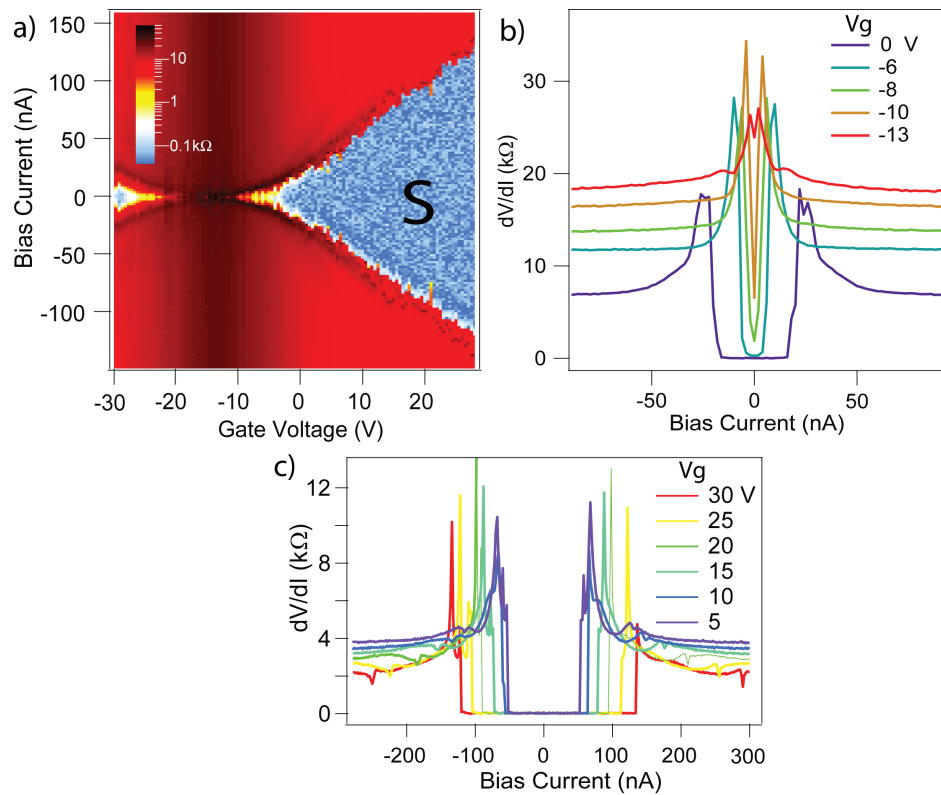 a)
150
100
50
0
-50
-100
Bias Current (nA)
10
1
0.1kΩ
S
-30
-20
-10
0
10
20
Gate Voltage (V)
b)
Vg
0 V
-6
-8
-10
-13
30
20
10
0
dV/dI (kΩ)
-50
0
50
Bias Current (nA)
c)
Vg
30 V
25
20
15
10
5
12
8
4
0
dV/dI (kΩ)
-200
-100
0
100
200
300
Bias Current (nA)